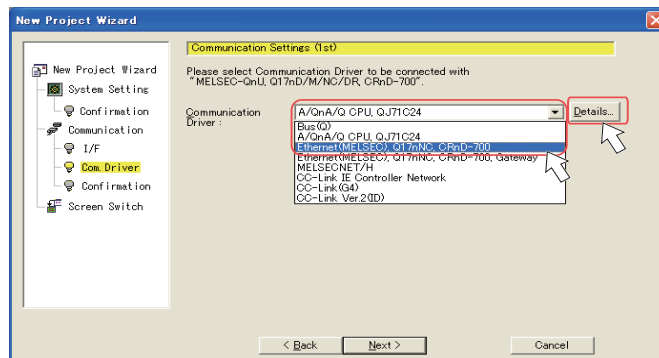 New Project Wizard
Communication Settings (1st)
New Project Wizard
System Setting
Confirmation
Communication
I/F
Com. Driver
Confirmation
Screen Switch
Please select Communication Driver to be connected with
"MELSEC-QnU, Q17nD/M/NC/DR, CRnD-700".
Communication
Driver :
A/QnA/Q CPU, QJ71C24
Details...
Bus(Q)
A/QnA/Q CPU, QJ71C24
Ethernet(MELSEC), Q17nNC, CRnD-700
Ethernet(MELSEC), Q17nNC, CRnD-700, Gateway
MELSECNET/H
CC-Link IE Controller Network
CC-Link(G4)
CC-Link Ver.2(ID)
< Back
Next >
Cancel